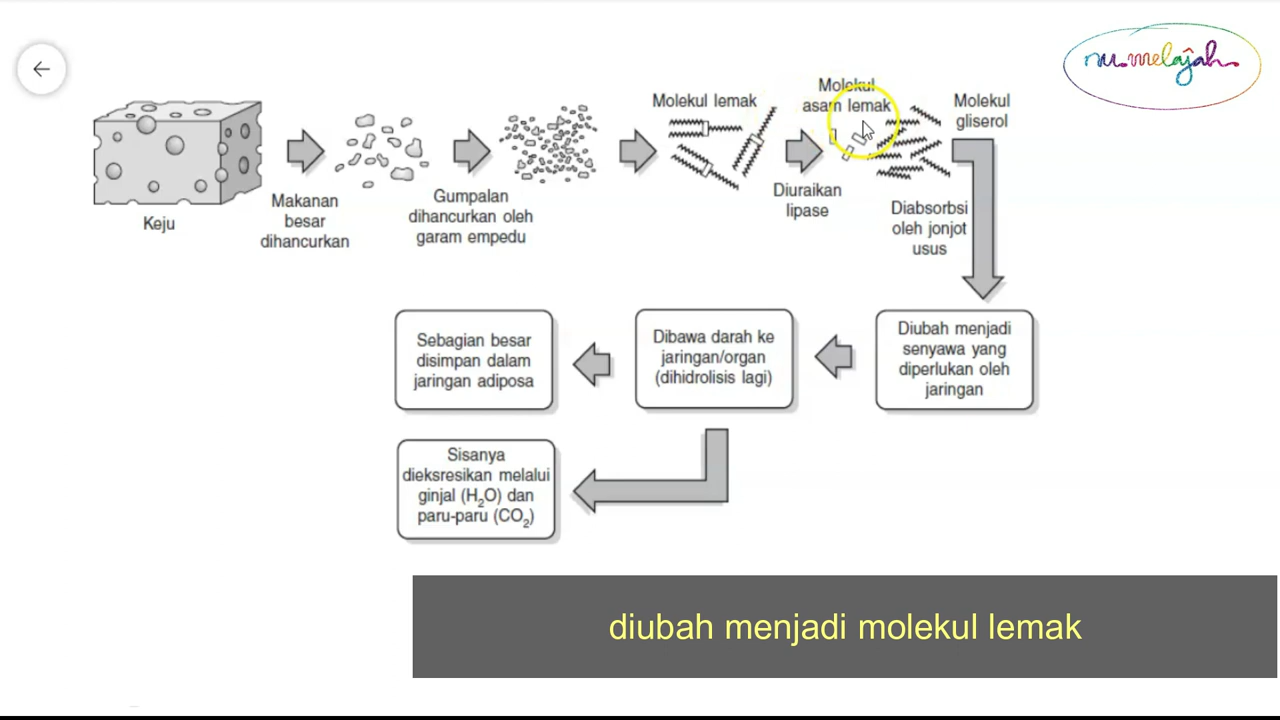 nu.melajah
Molekul lemak
Molekul
asam lemak
Molekul
gliserol
Keju
Makanan
besar
dihancurkan
Gumpalan
dihancurkan oleh
garam empedu
Diuraikan
lipase
Diabsorbsi
oleh jonjot
usus
Sebagian besar
disimpan dalam
jaringan adiposa
Dibawa darah ke
jaringan/organ
(dihidrolisis lagi)
Diubah menjadi
senyawa yang
diperlukan oleh
jaringan
Sisanya
dieksresikan melalui
ginjal (H₂O) dan
paru-paru (CO₂)
diubah menjadi molekul lemak